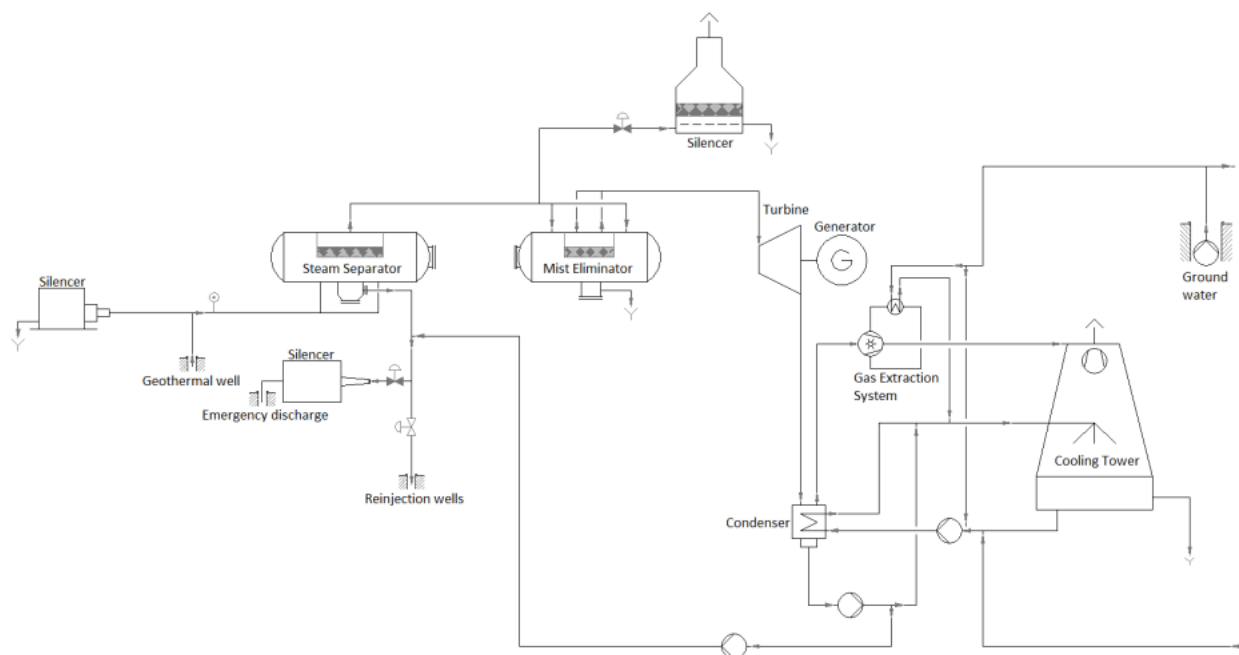 Silencer
Turbine
Generator
G
Steam Separator
Mist Eliminator
Ground
water
Silencer
Silencer
Geothermal well
Gas Extraction
System
Emergency discharge
Cooling Tower
Reinjection wells
Condenser